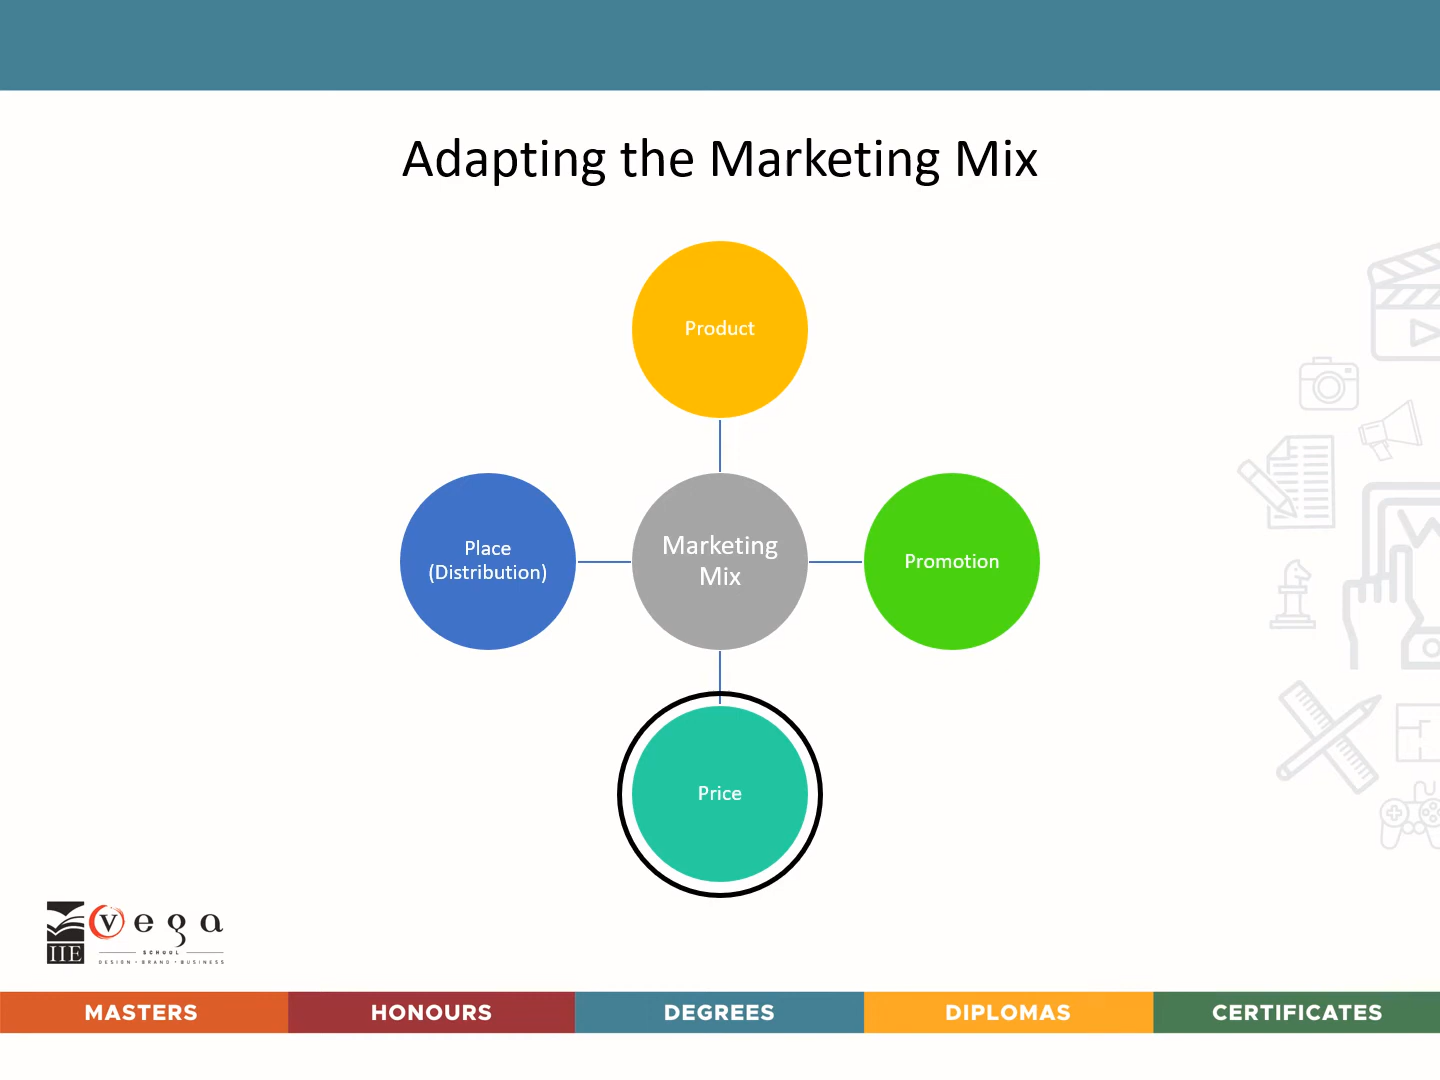 Adapting the Marketing Mix
Product
Place
(Distribution)
Marketing
Mix
Promotion
Price
IIE
vega
SCHOOL
DESIGN • BRAND • BUSINESS
MASTERS
HONOURS
DEGREES
DIPLOMAS
CERTIFICATES